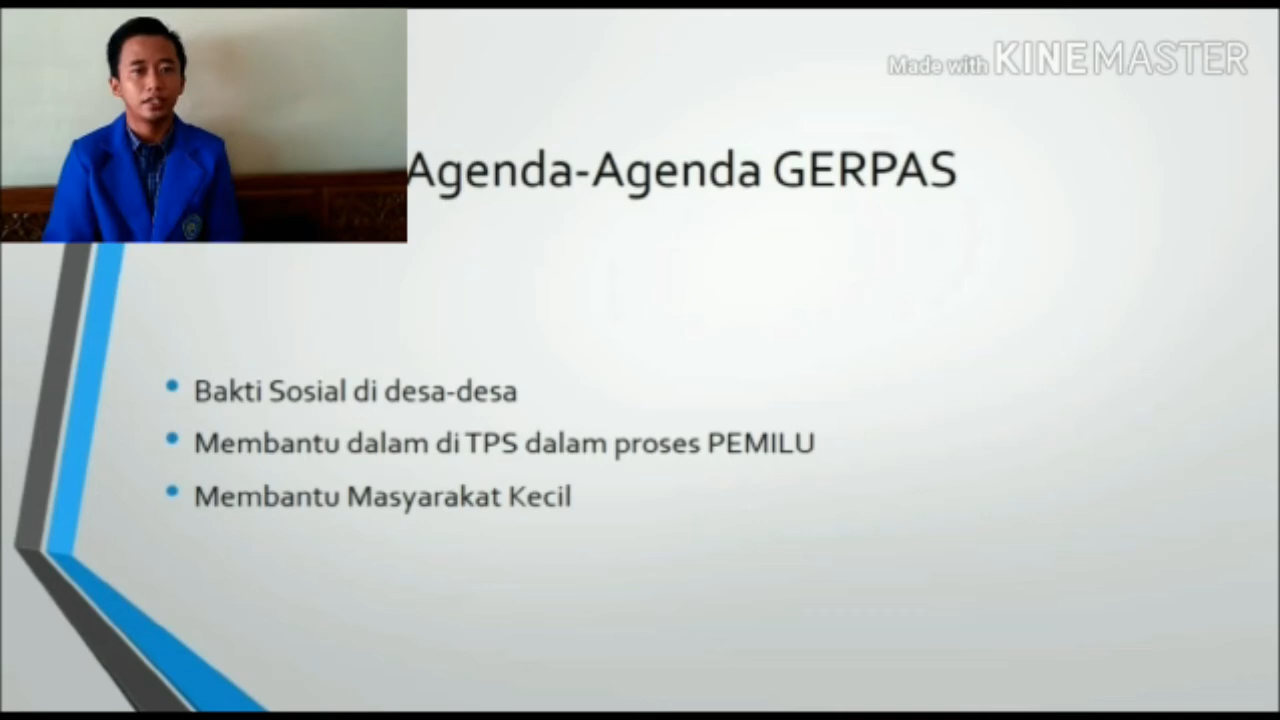 Made with KINEMASTER
Agenda-Agenda GERPAS
Bakti Sosial di desa-desa
Membantu dalam di TPS dalam proses PEMILU
Membantu Masyarakat Kecil